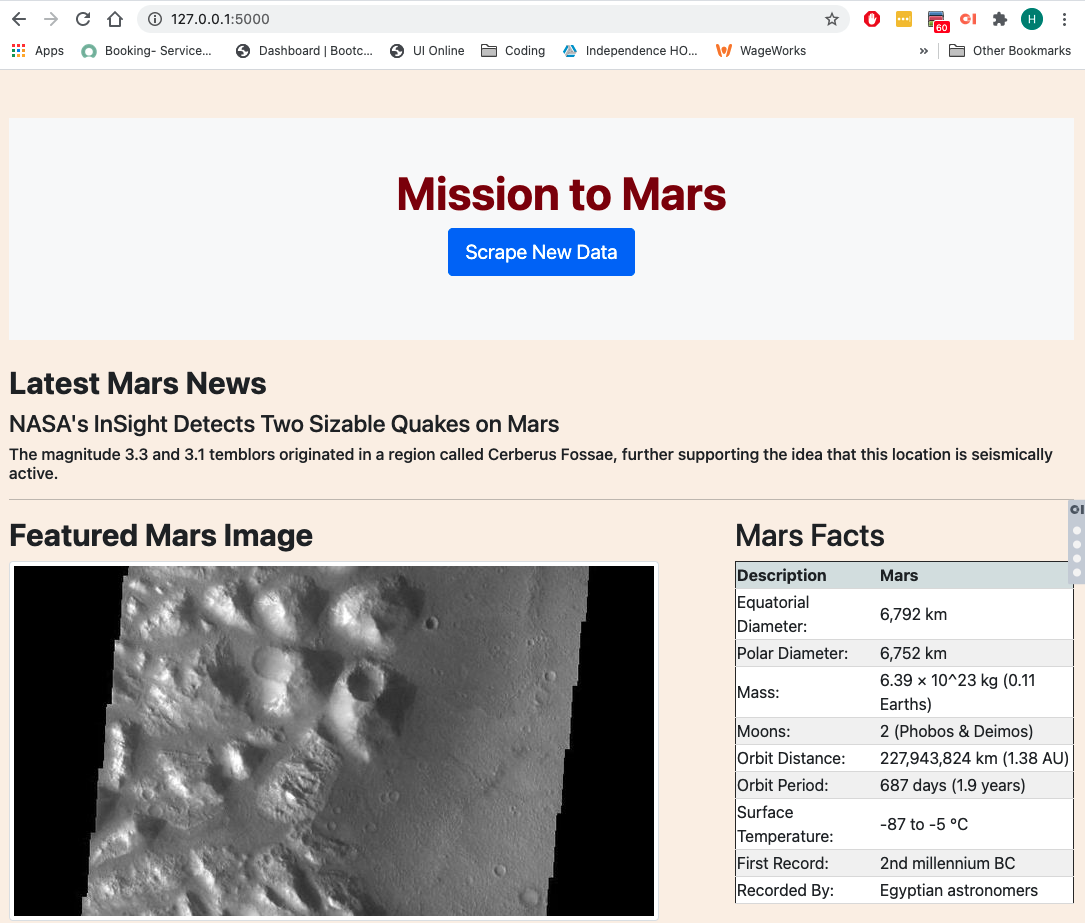 127.0.0.1:5000
60
H
Apps
Booking- Service...
Dashboard | Bootc...
UI Online
Coding
Independence HO...
WageWorks
»
Other Bookmarks
Mission to Mars
Scrape New Data
Latest Mars News
NASA's InSight Detects Two Sizable Quakes on Mars
The magnitude 3.3 and 3.1 temblors originated in a region called Cerberus Fossae, further supporting the idea that this location is seismically
active.
Featured Mars Image
Mars Facts
Description Mars
Equatorial
Diameter: 6,792 km
Polar Diameter: 6,752 km
Mass: 6.39 × 10^23 kg (0.11
Earths)
Moons: 2 (Phobos & Deimos)
Orbit Distance: 227,943,824 km (1.38 AU)
Orbit Period: 687 days (1.9 years)
Surface
Temperature: -87 to -5 °C
First Record: 2nd millennium BC
Recorded By: Egyptian astronomers